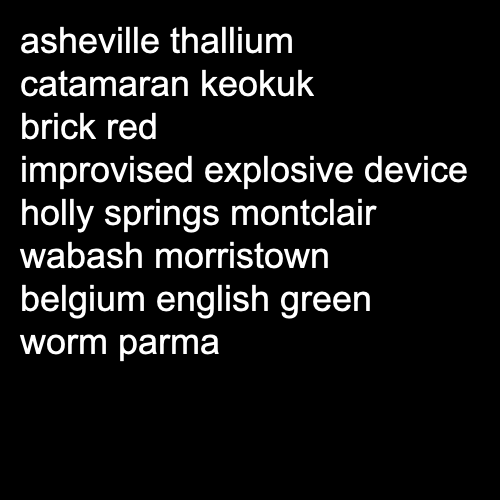 asheville thallium
catamaran keokuk
brick red
improvised explosive device
holly springs montclair
wabash morristown
belgium english green
worm parma